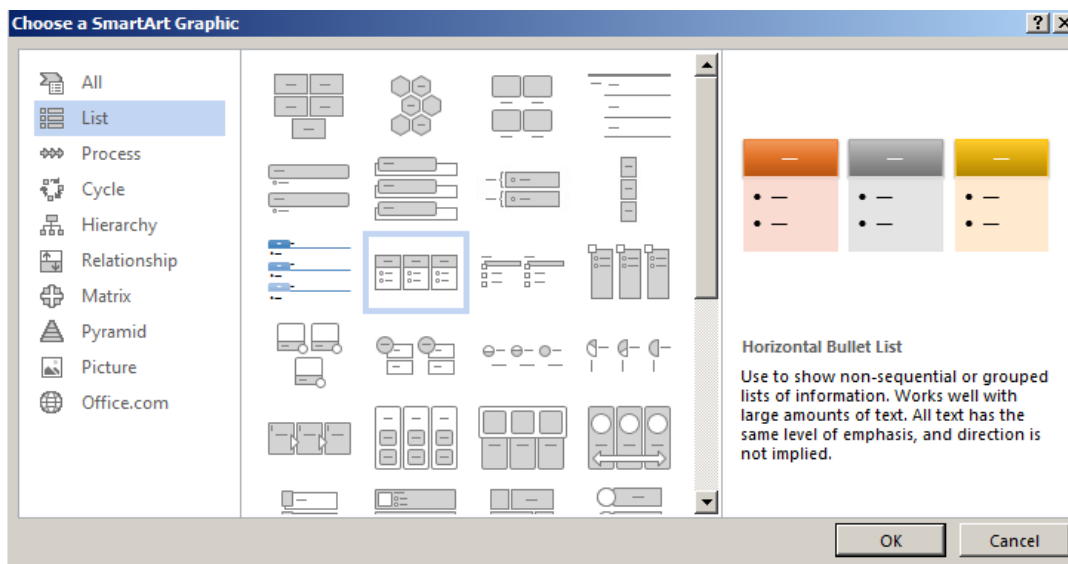 Choose a SmartArt Graphic
All
List
Process
Cycle
Hierarchy
Relationship
Matrix
Pyramid
Picture
Office.com
Horizontal Bullet List
Use to show non-sequential or grouped
lists of information. Works well with
large amounts of text. All text has the
same level of emphasis, and direction is
not implied.
OK
Cancel